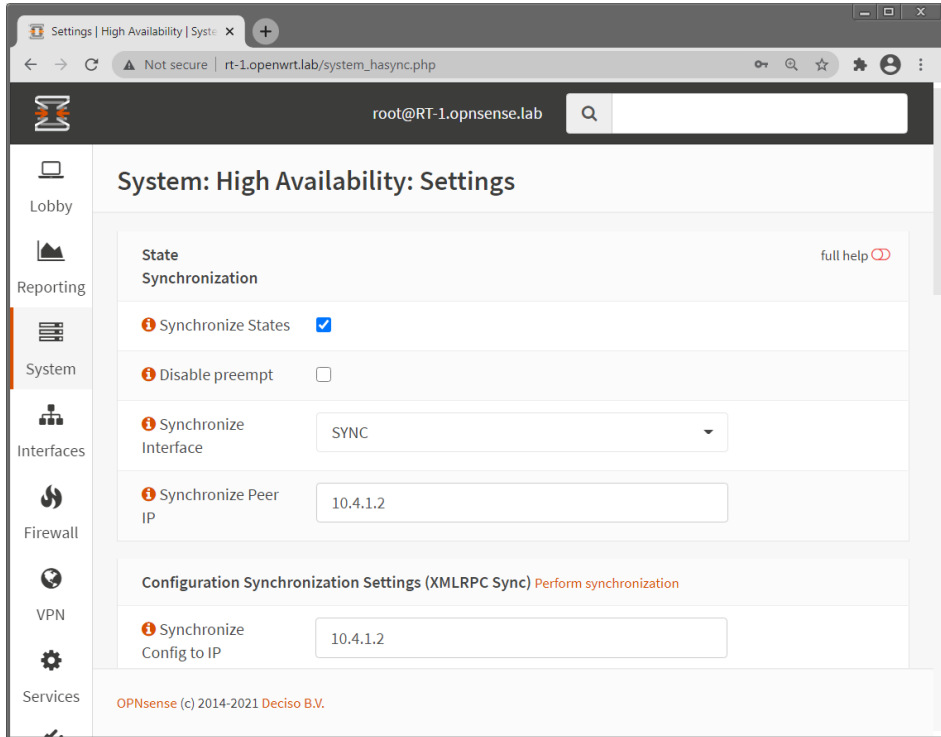 Settings | High Availability | Syste
Not secure | rt-1.openwrt.lab/system_hasync.php
root@RT-1.opnsense.lab
Lobby
Reporting
System
Interfaces
Firewall
VPN
Services
System: High Availability: Settings
State
Synchronization
full help
Synchronize States
Disable preempt
Synchronize
Interface
SYNC
Synchronize Peer
IP
10.4.1.2
Configuration Synchronization Settings (XMLRPC Sync) Perform synchronization
Synchronize
Config to IP
10.4.1.2
OPNsense (c) 2014-2021 Deciso B.V.